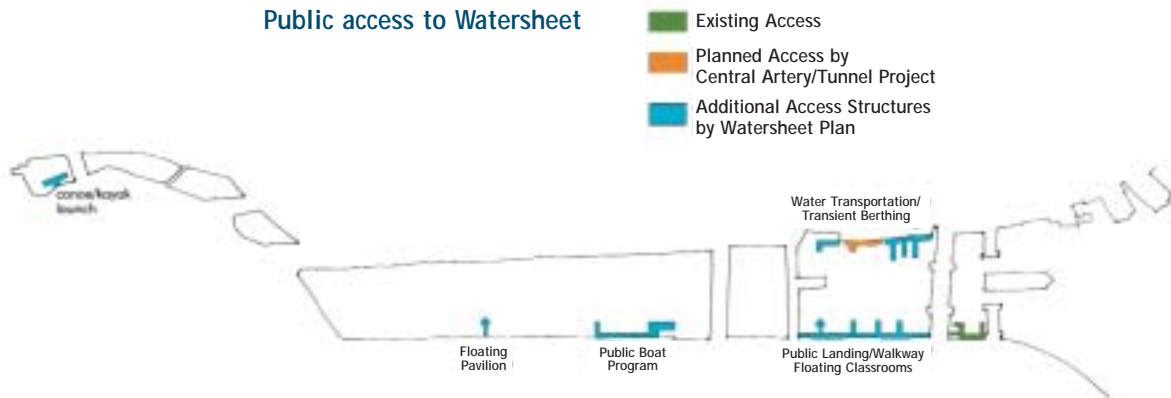 Public access to Watersheet
Existing Access
Planned Access by
Central Artery/Tunnel Project
Additional Access Structures
by Watersheet Plan
canoe/kayak
launch
Water Transportation/
Transient Berthing
Floating
Pavilion
Public Boat
Program
Public Landing/Walkway
Floating Classrooms